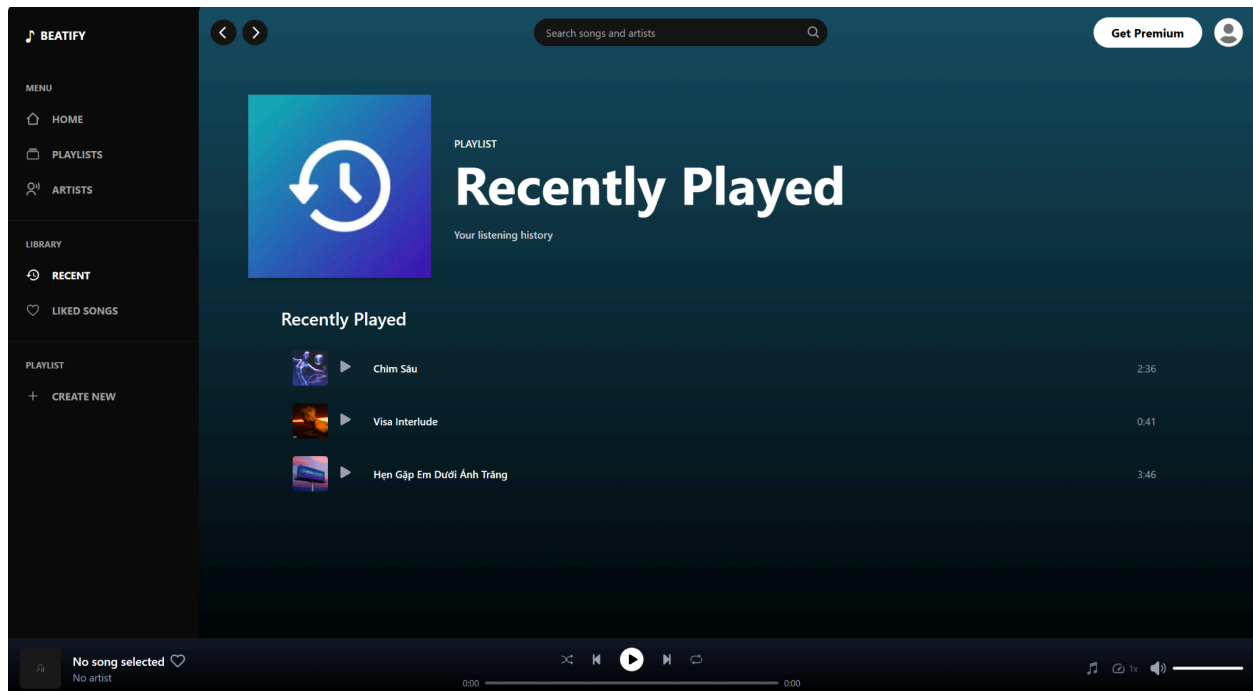 BEATIFY
Search songs and artists
Get Premium
MENU
HOME
PLAYLISTS
ARTISTS
LIBRARY
RECENT
LIKED SONGS
PLAYLIST
CREATE NEW
PLAYLIST
Recently Played
Your listening history
Recently Played
Chìm Sâu 2:36
Visa Interlude 0:41
Hẹn Gặp Em Dưới Ánh Trăng 3:46
No song selected
No artist
0:00 0:00
1x